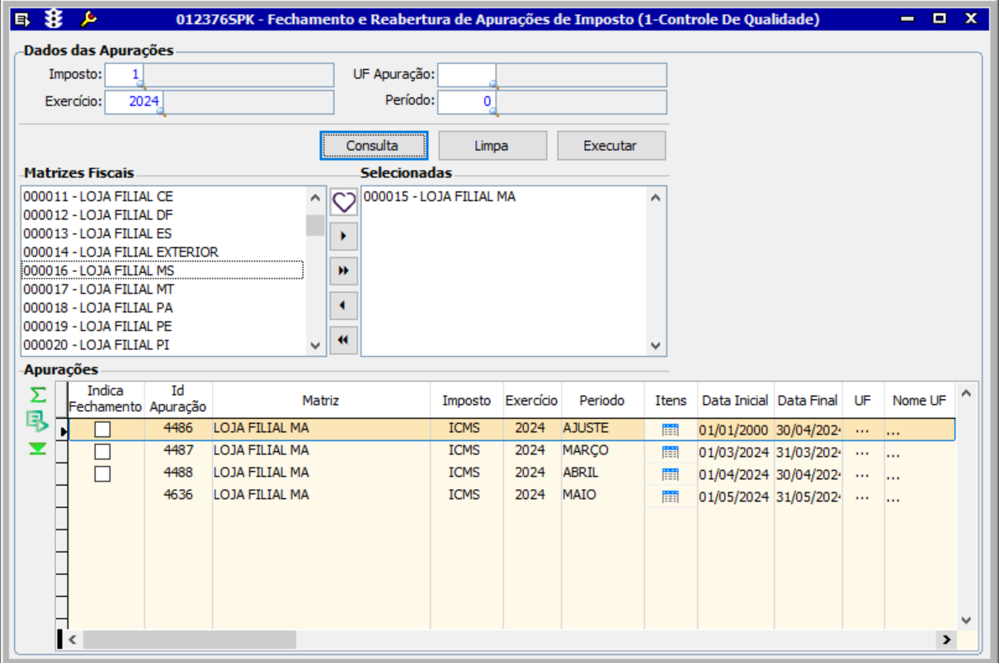 012376SPK - Fechamento e Reabertura de Apurações de Imposto (1-Controle De Qualidade)
Dados das Apurações
Imposto: 1 UF Apuração:
Exercício: 2024 Período: 0
Consulta Limpa Executar
Matrizes Fiscais Selecionadas
000011 - LOJA FILIAL CE 000015 - LOJA FILIAL MA
000012 - LOJA FILIAL DF
000013 - LOJA FILIAL ES
000014 - LOJA FILIAL EXTERIOR
000016 - LOJA FILIAL MS
000017 - LOJA FILIAL MT
000018 - LOJA FILIAL PA
000019 - LOJA FILIAL PE
000020 - LOJA FILIAL PI
Apurações
Indica Fechamento Id Apuração Matriz Imposto Exercício Periodo Itens Data Inicial Data Final UF Nome UF
4486 LOJA FILIAL MA ICMS 2024 AJUSTE 01/01/2000 30/04/202 ... ...
4487 LOJA FILIAL MA ICMS 2024 MARÇO 01/03/2024 31/03/202 ... ...
4488 LOJA FILIAL MA ICMS 2024 ABRIL 01/04/2024 30/04/202 ... ...
4636 LOJA FILIAL MA ICMS 2024 MAIO 01/05/2024 31/05/202 ... ...